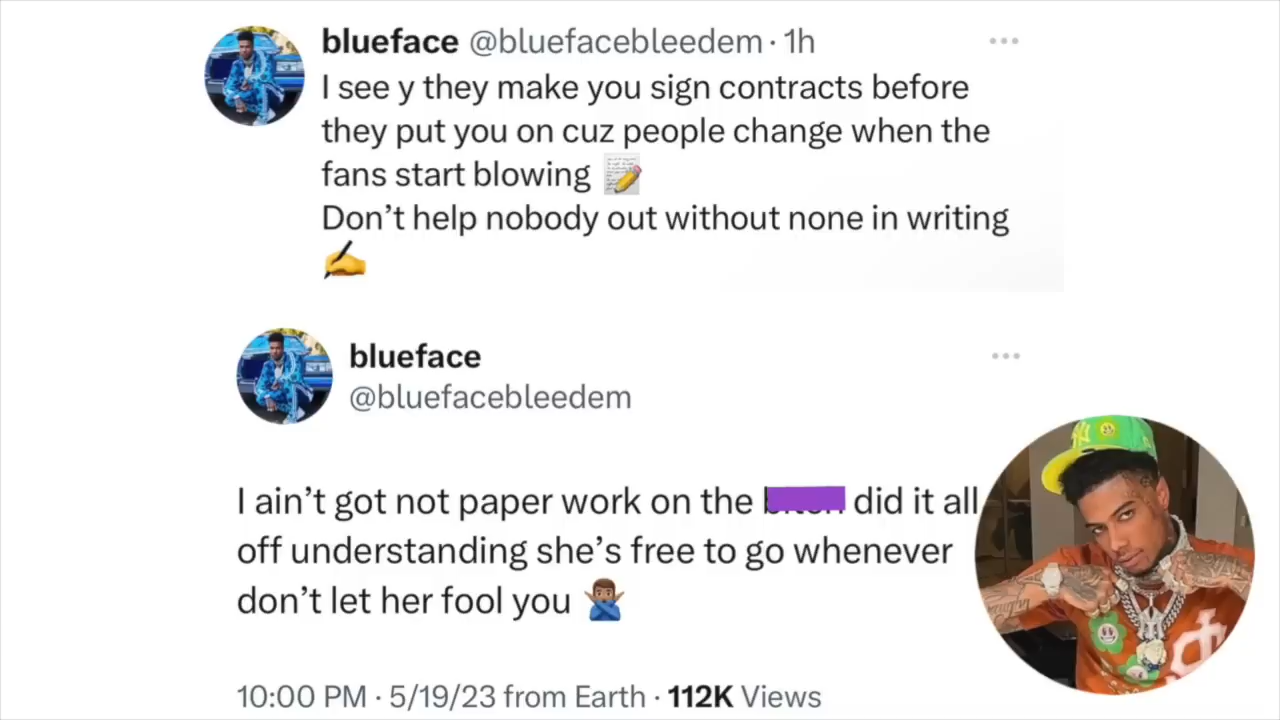 blueface @bluefacebleedem · 1h
I see y they make you sign contracts before
they put you on cuz people change when the
fans start blowing 📝
Don’t help nobody out without none in writing
✍️
blueface
@bluefacebleedem
I ain’t got not paper work on the did it all
off understanding she’s free to go whenever
don’t let her fool you 🙅🏽‍♂️
10:00 PM · 5/19/23 from Earth · 112K Views